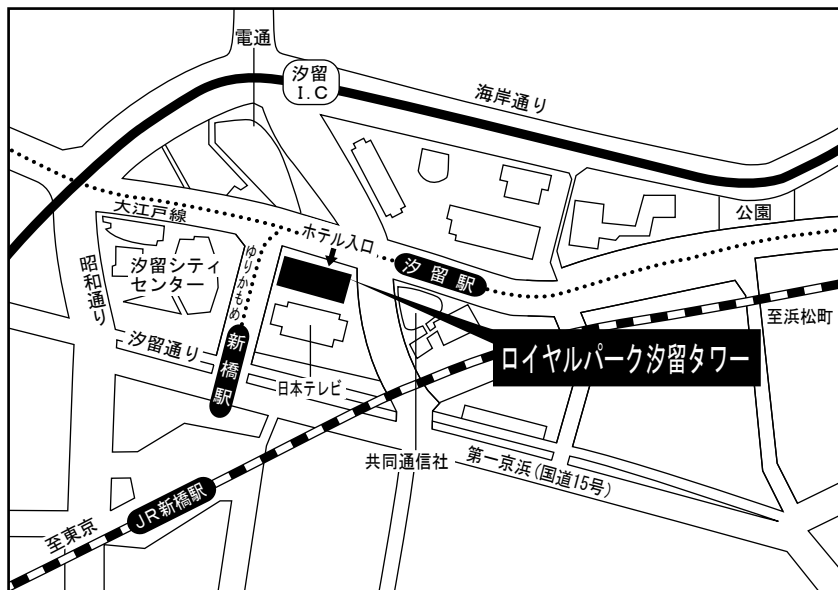 電通
汐留
I.C
海岸通り
公園
大江戸線
ホテル入口
汐留駅
昭和通り
汐留シティ
センター
ゆりかもめ
汐留通り
新橋駅
日本テレビ
ロイヤルパーク汐留タワー
至浜松町
共同通信社
第一京浜(国道15号)
JR新橋駅
至東京